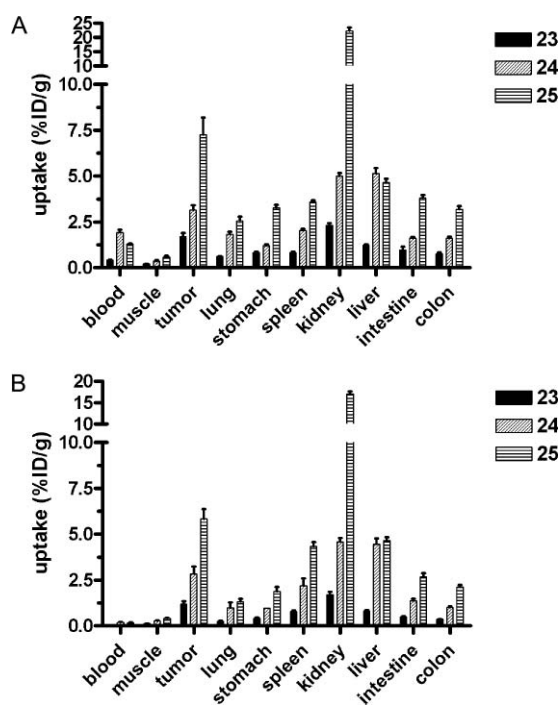 A
uptake (%ID/g)
25
20
15
10
10.0
7.5
5.0
2.5
0.0
blood
muscle
tumor
lung
stomach
spleen
kidney
liver
intestine
colon
23
24
25
B
uptake (%ID/g)
20
15
10
10.0
7.5
5.0
2.5
0.0
blood
muscle
tumor
lung
stomach
spleen
kidney
liver
intestine
colon
23
24
25